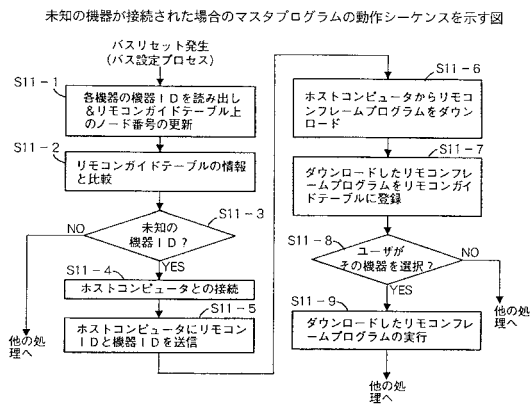 未知の機器が接続された場合のマスタプログラムの動作シーケンスを示す図
バスリセット発生
(バス設定プロセス)
S11-1
各機器の機器IDを読み出し
&リモコンガイドテーブル上
のノード番号の更新
S11-2
リモコンガイドテーブルの情報
と比較
S11-3
未知の
機器ID?
NO
YES
他の処
理へ
S11-4
ホストコンピュータとの接続
S11-5
ホストコンピュータにリモコン
IDと機器IDを送信
S11-6
ホストコンピュータからリモコ
ンフレームプログラムをダウン
ロード
S11-7
ダウンロードしたリモコンフレ
ームプログラムをリモコンガイ
ドテーブルに登録
S11-8
ユーザが
その機器を選択?
NO
YES
他の処
理へ
S11-9
ダウンロードしたリモコンフレ
ームプログラムの実行
他の処
理へ